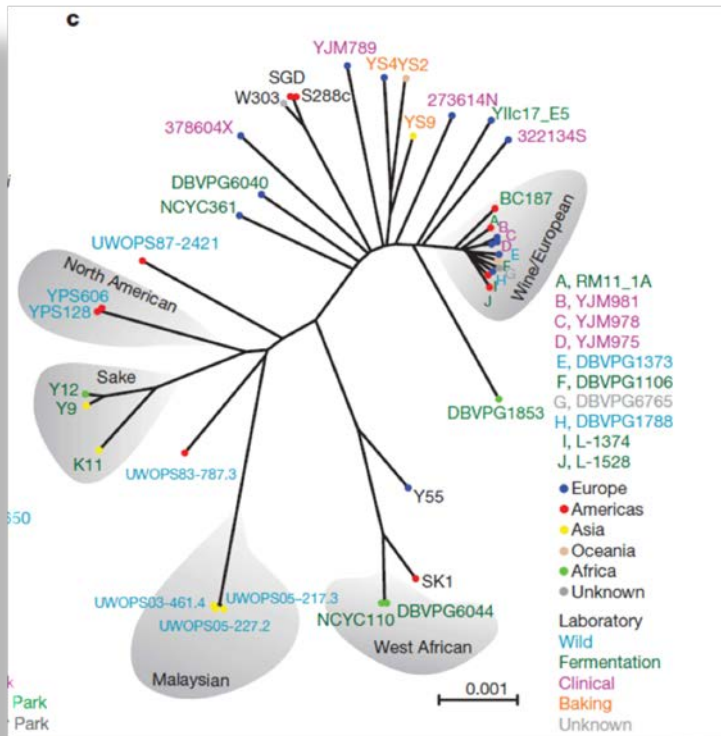 c
YJM789
YS4 YS2
SGD
W303 S288c
273614N
YIIc17_E5
378604X
YS9
322134S
DBVPG6040
BC187
NCYC361
A
B
C
D
E
F
G
H
I
J
Wine/European
UWOPS87-2421
North American
YPS606
YPS128
A, RM11_1A
B, YJM981
C, YJM978
D, YJM975
E, DBVPG1373
F, DBVPG1106
G, DBVPG6765
H, DBVPG1788
I, L-1374
J, L-1528
Sake
Y12
Y9
K11
DBVPG1853
UWOPS83-787.3
Y55
Europe
Americas
Asia
Oceania
Africa
Unknown
650
SK1
UWOPS03-461.4 UWOPS05-217.3
UWOPS05-227.2
NCYC110 DBVPG6044
West African
Malaysian
0.001
Laboratory
Wild
Fermentation
Clinical
Baking
Unknown
Park
Park